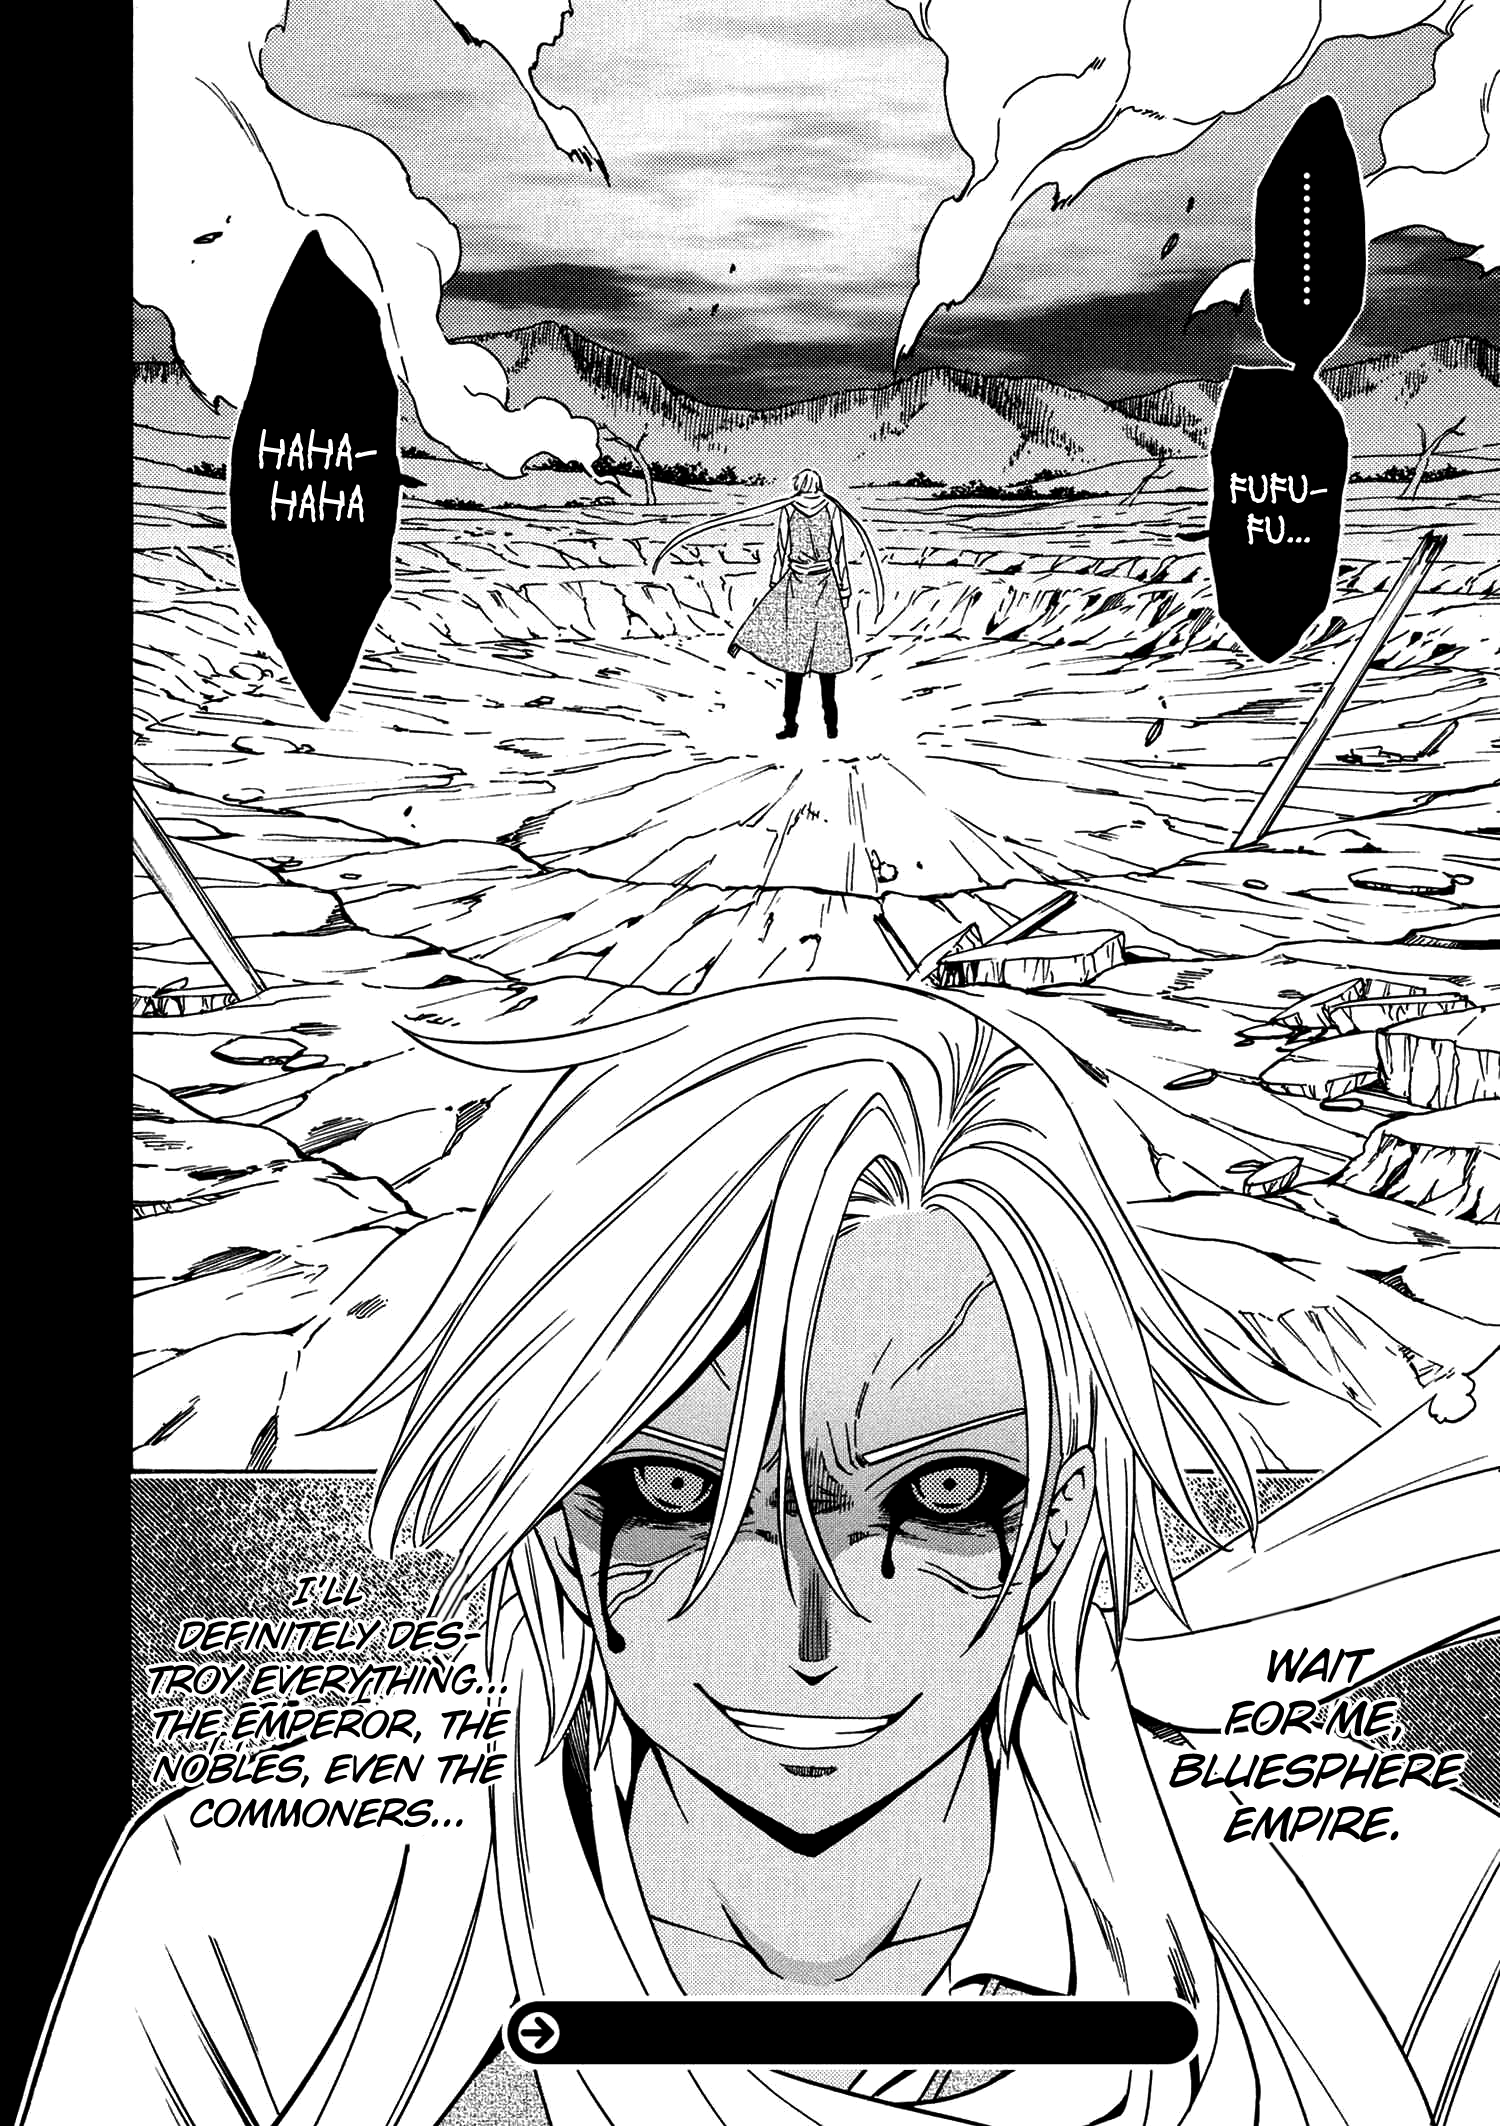 .........
FUFU-
FU...
HAHA-
HAHA
WAIT
FOR ME,
BLUESPHERE
EMPIRE.
I'LL
DEFINITELY DES-
TROY EVERYTHING...
THE EMPEROR, THE
NOBLES, EVEN THE
COMMONERS...